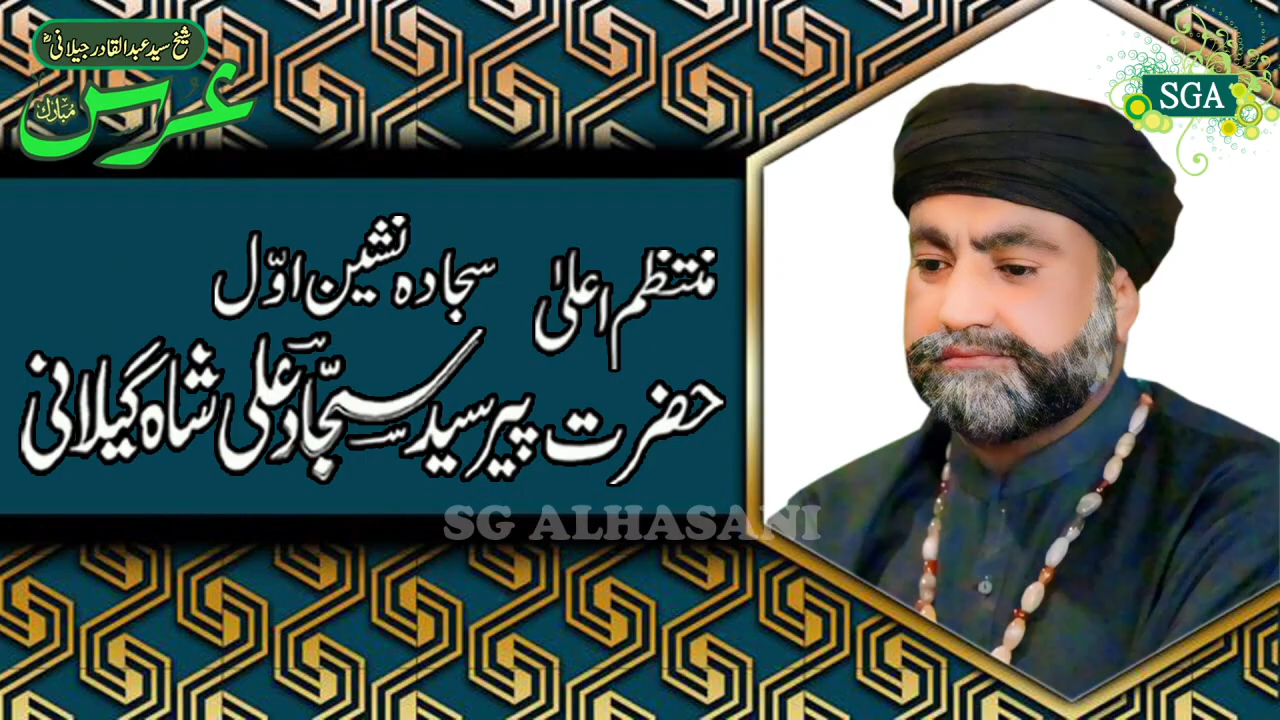 شیخ سید عبدالقادر جیلانیؒ
عرس مبارک
SGA
منتظم اعلیٰ سجادہ نشین اوّل
حضرت پیر سید سجّاد علی شاہ گیلانی
SG ALHASANI